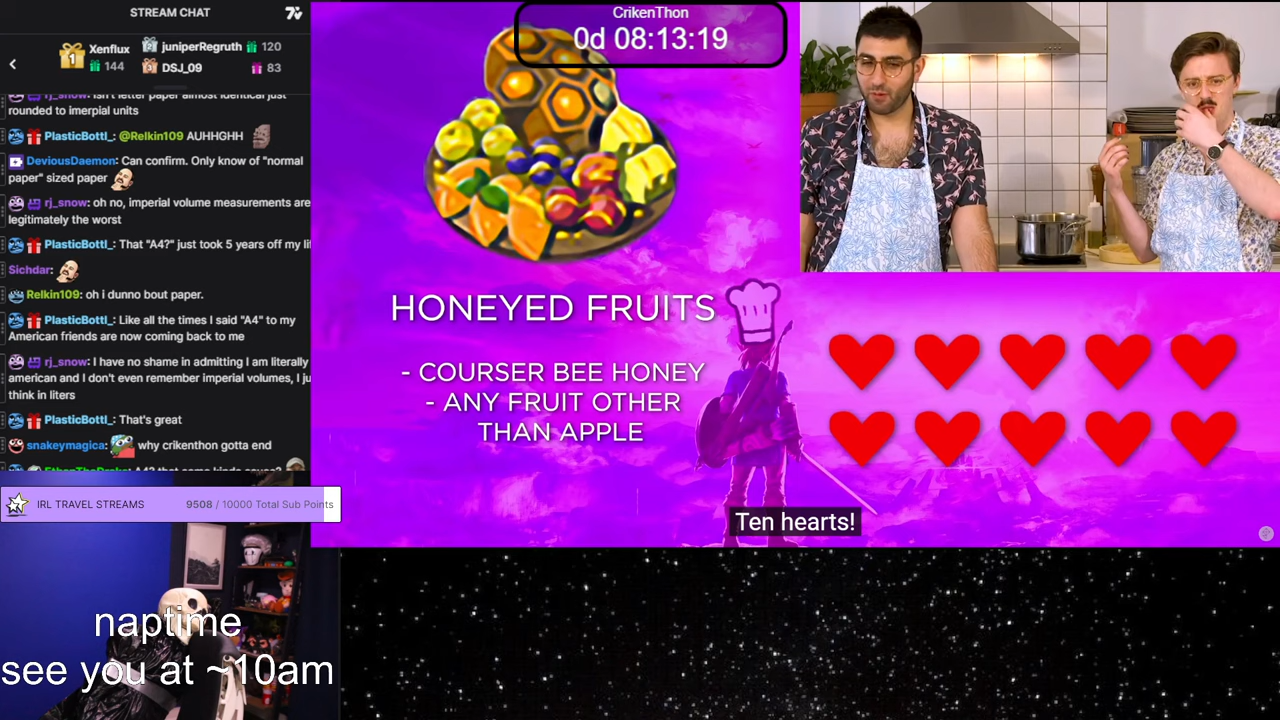 STREAM CHAT
Xenflux
144
juniperRegruth 120
DSJ_09 83
rj_snow: isn't letter paper almost identical just
rounded to imerpial units
PlasticBottl_: @Relkin109 AUHHGHH
DeviousDaemon: Can confirm. Only know of "normal
paper" sized paper
rj_snow: oh no, imperial volume measurements are
legitimately the worst
PlasticBottl_: That "A4?" just took 5 years off my lif
Sichdar:
Relkin109: oh i dunno bout paper.
PlasticBottl_: Like all the times I said "A4" to my
American friends are now coming back to me
rj_snow: I have no shame in admitting I am literally
american and I don't even remember imperial volumes, I ju
think in liters
PlasticBottl_: That's great
snakeymagica: why crikenthon gotta end
IRL TRAVEL STREAMS 9508 / 10000 Total Sub Points
naptime
see you at ~10am
CrikenThon
0d 08:13:19
HONEYED FRUITS
- COURSER BEE HONEY
- ANY FRUIT OTHER
THAN APPLE
Ten hearts!